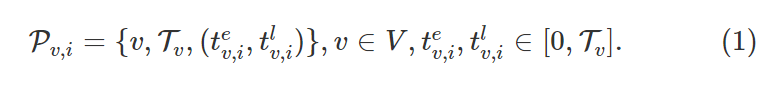 𝒫_{v,i} = {v, 𝒯_v, (t^e_{v,i}, t^l_{v,i})}, v ∈ V, t^e_{v,i}, t^l_{v,i} ∈ [0, 𝒯_v]. (1)